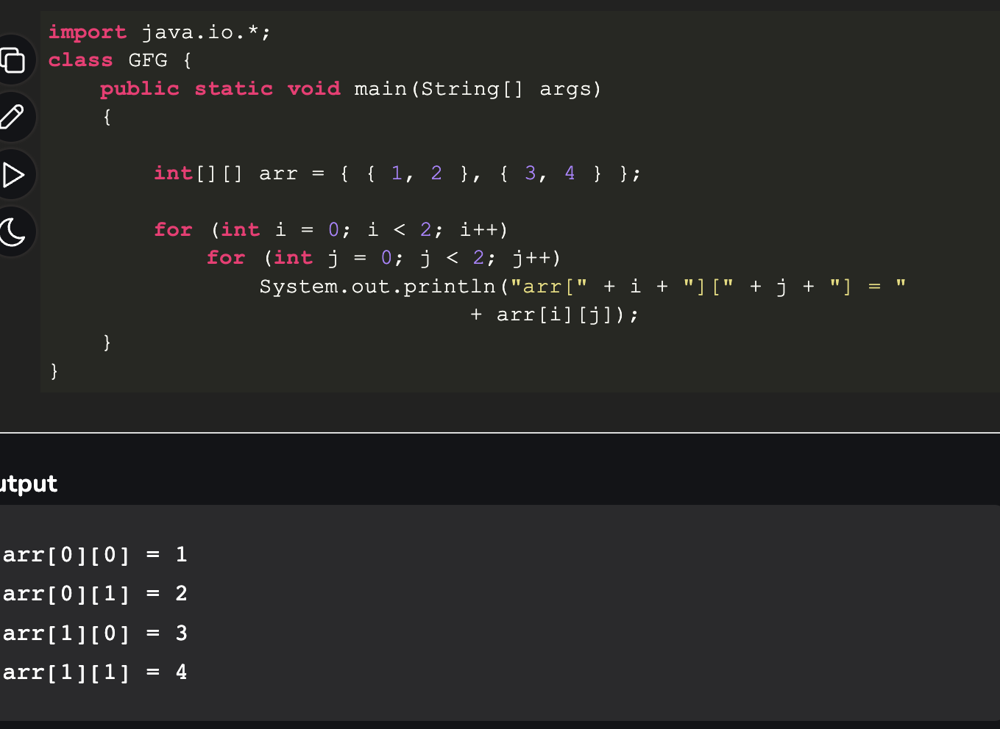 import java.io.*;
class GFG {
    public static void main(String[] args)
    {
        int[][] arr = { { 1, 2 }, { 3, 4 } };
        for (int i = 0; i < 2; i++)
            for (int j = 0; j < 2; j++)
                System.out.println("arr[" + i + "][" + j + "] = "
                                + arr[i][j]);
    }
}
utput
arr[0][0] = 1
arr[0][1] = 2
arr[1][0] = 3
arr[1][1] = 4